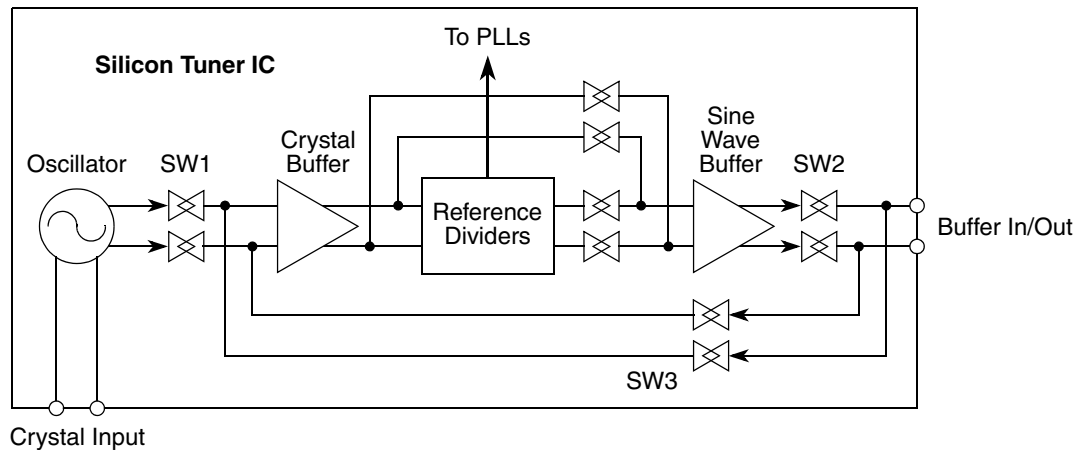 To PLLs
Silicon Tuner IC
Crystal
Buffer
Sine
Wave
Buffer
Oscillator
SW1
SW2
Reference
Dividers
Buffer In/Out
SW3
Crystal Input